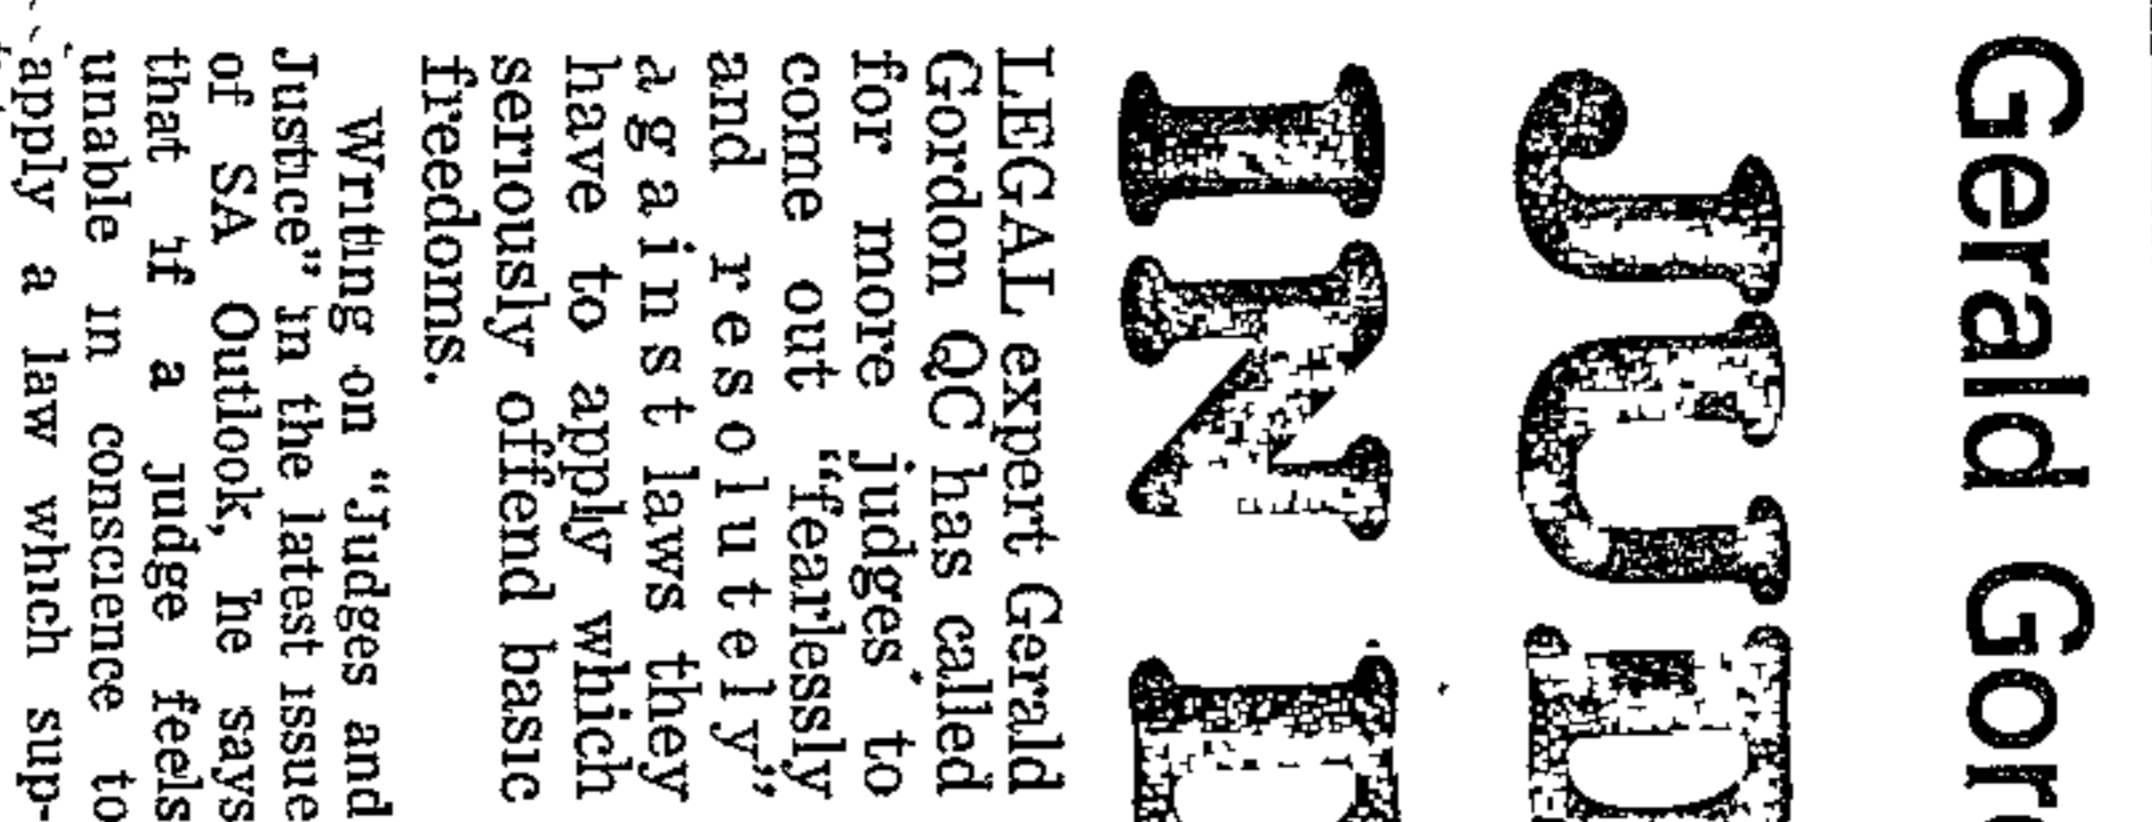 Gerald Gord
JUD
IN D
LEGAL expert Gerald
Gordon QC has called
for more judges to
come out “fearlessly
and resolutely”
against laws they
have to apply which
seriously offend basic
freedoms.
Writing on “Judges and
Justice” in the latest issue
of SA Outlook, he says
that if a judge feels
unable in conscience to
apply a law which sup-